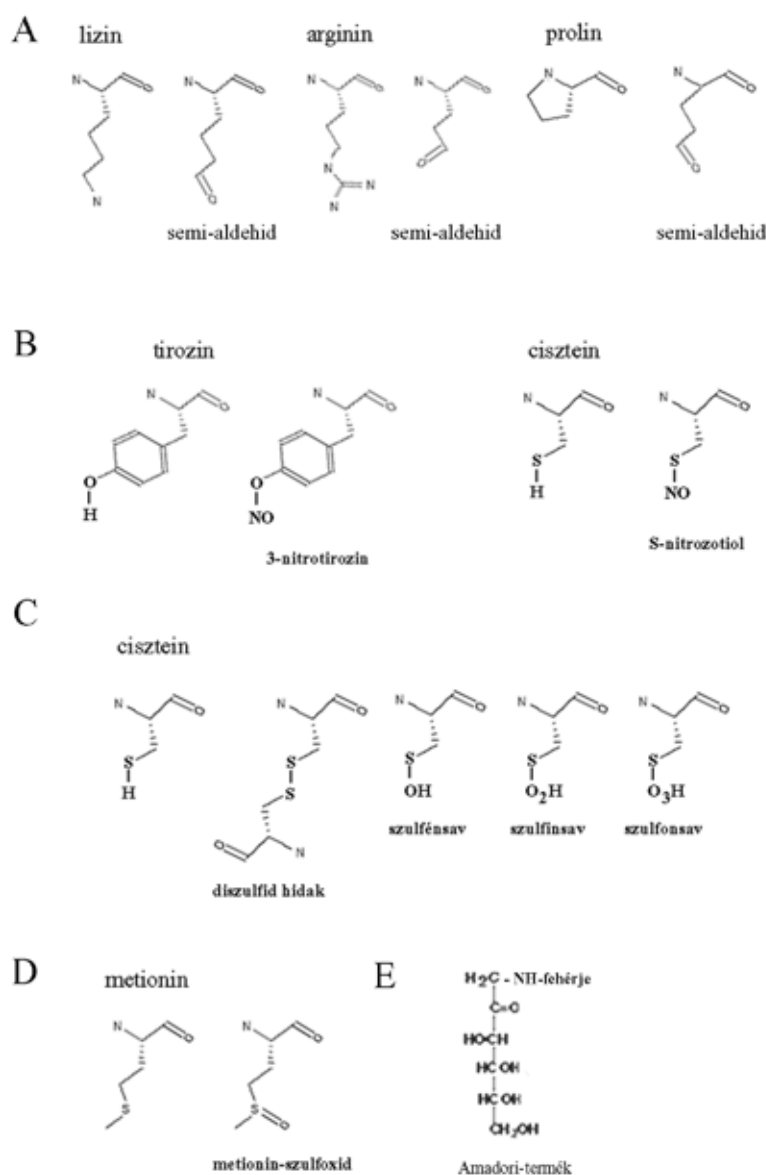 A
lizin arginin prolin
N O N O N O N O N O N O
N O N N N O O
semi-aldehid semi-aldehid semi-aldehid
B
tirozin cisztein
N O N O N O N O
O O S S
H NO H NO
3-nitrotirozin S-nitrozotiol
C
cisztein
N O N O N O N O N O
S S S S S
H S OH O2H O3H
szulfénsav szulfinsav szulfonsav
O N
diszulfid hidak
D metionin
N O N O
S S O
metionin-szulfoxid
E
H2C - NH-fehérje
C=O
HO-CH
HC OH
HC OH
CH2OH
Amadori-termék